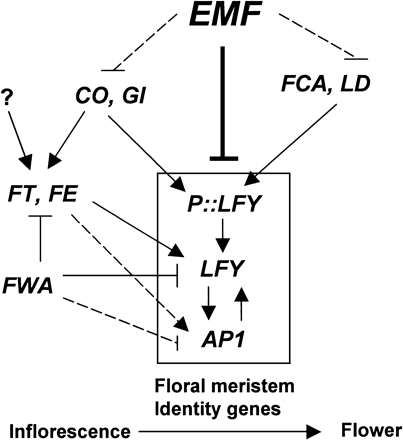 EMF
? CO, GI FCA, LD
FT, FE P::LFY
FWA LFY
AP1
Floral meristem
Identity genes
Inflorescence Flower